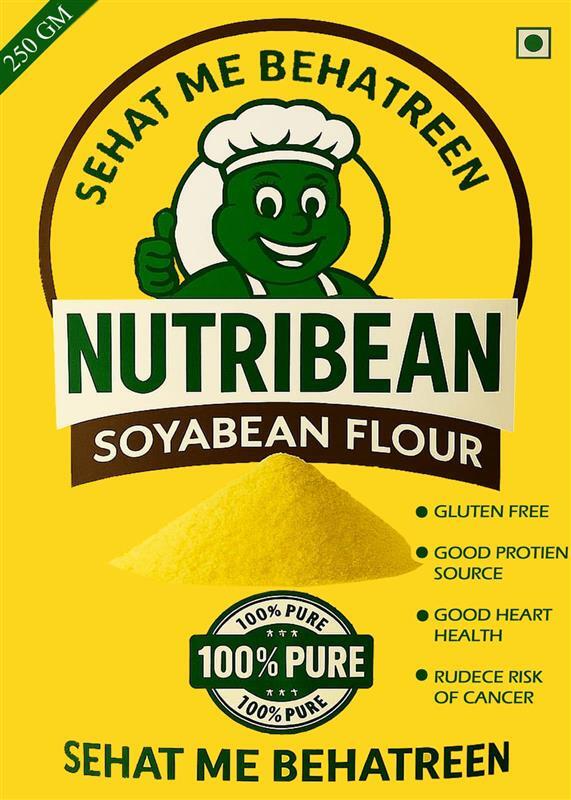 250 GM
SEHAT ME BEHATREEN
NUTRIBEAN
SOYABEAN FLOUR
GLUTEN FREE
GOOD PROTIEN
SOURCE
GOOD HEART
HEALTH
RUDECE RISK
OF CANCER
100% PURE
100% PURE
100% PURE
SEHAT ME BEHATREEN